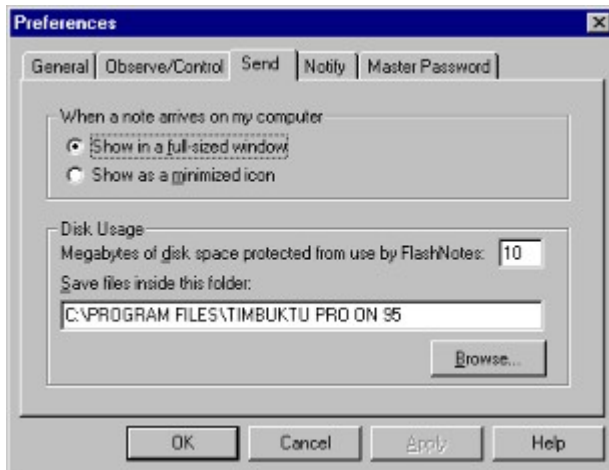 Preferences
General Observe/Control Send Notify Master Password
When a note arrives on my computer
Show in a full-sized window
Show as a minimized icon
Disk Usage
Megabytes of disk space protected from use by FlashNotes: 10
Save files inside this folder:
C:\PROGRAM FILES\TIMBUKTU PRO ON 95
Browse...
OK Cancel Apply Help